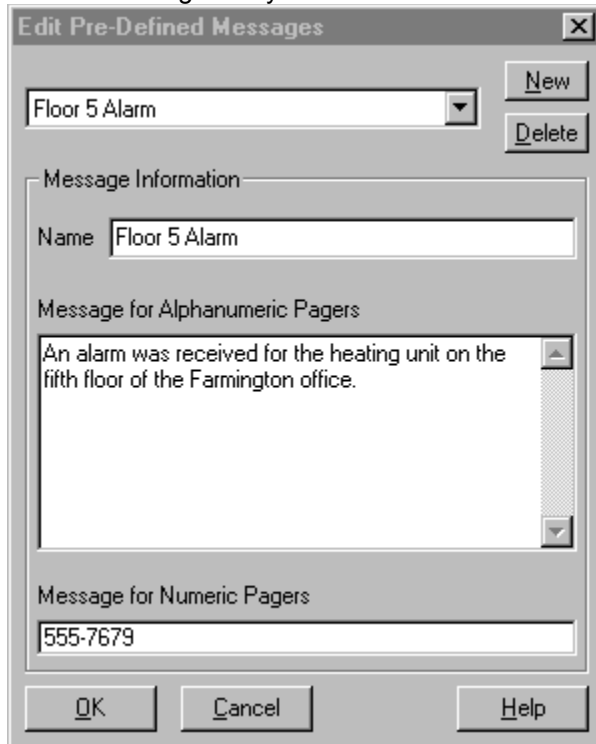 Edit Pre-Defined Messages
New
Floor 5 Alarm
Delete
Message Information
Name Floor 5 Alarm
Message for Alphanumeric Pagers
An alarm was received for the heating unit on the
fifth floor of the Farmington office.
Message for Numeric Pagers
555-7679
OK Cancel Help